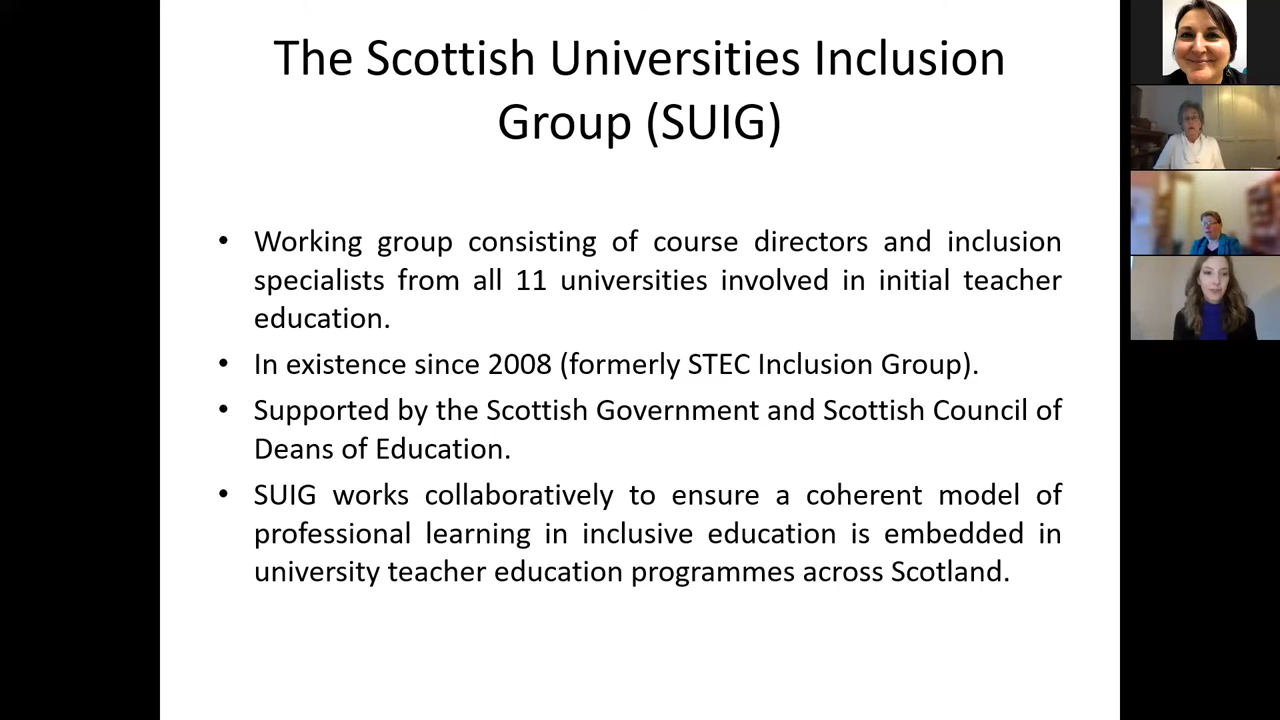 The Scottish Universities Inclusion
Group (SUIG)
• Working group consisting of course directors and inclusion
specialists from all 11 universities involved in initial teacher
education.
• In existence since 2008 (formerly STEC Inclusion Group).
• Supported by the Scottish Government and Scottish Council of
Deans of Education.
• SUIG works collaboratively to ensure a coherent model of
professional learning in inclusive education is embedded in
university teacher education programmes across Scotland.